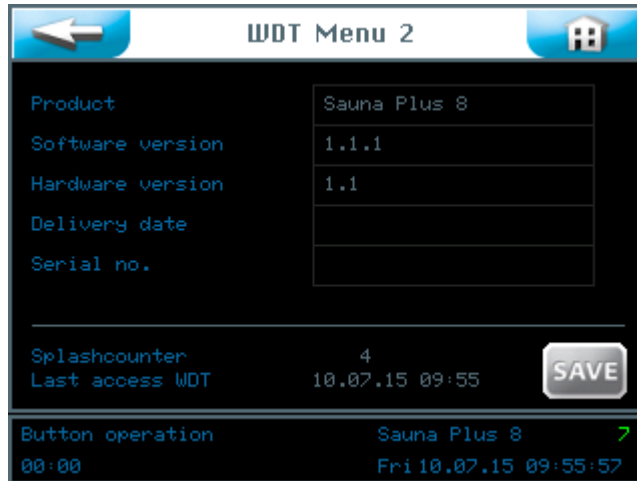 WDT Menu 2
Product Sauna Plus 8
Software version 1.1.1
Hardware version 1.1
Delivery date
Serial no.
Splashcounter 4
Last access WDT 10.07.15 09:55
SAVE
Button operation Sauna Plus 8 7
00:00 Fri 10.07.15 09:55:57